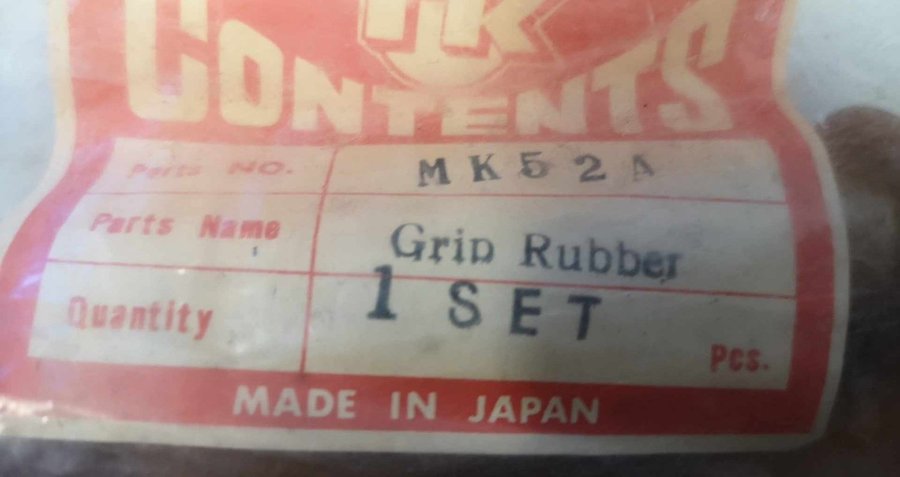 CONTENTS
Parts NO. MK52A
Parts Name Grip Rubber
Quantity 1 SET Pcs.
MADE IN JAPAN